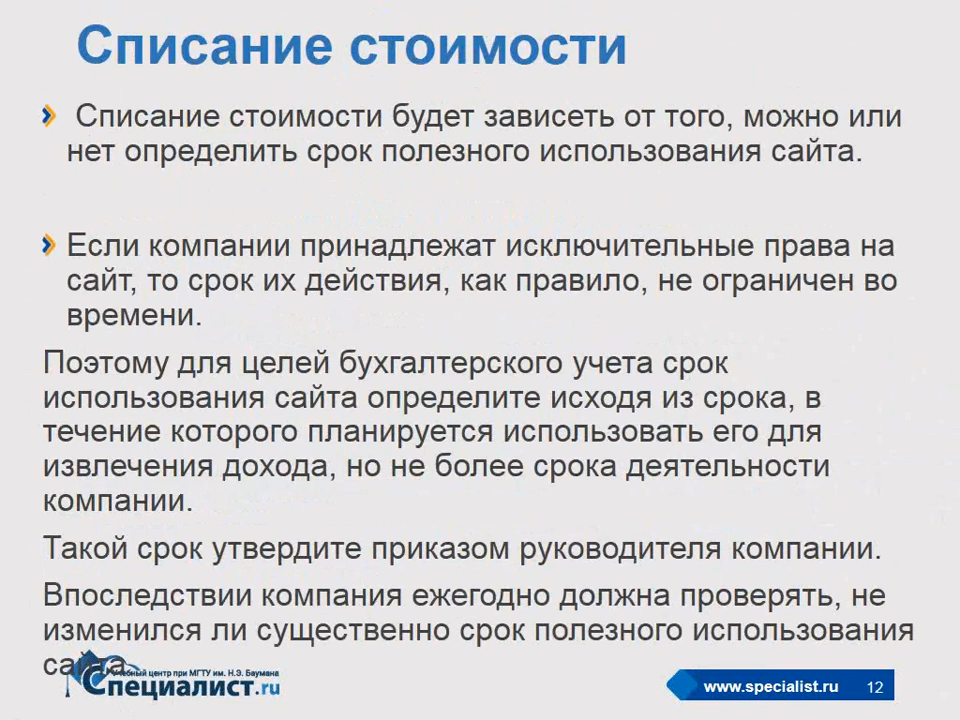 Списание стоимости
Списание стоимости будет зависеть от того, можно или
нет определить срок полезного использования сайта.
Если компании принадлежат исключительные права на
сайт, то срок их действия, как правило, не ограничен во
времени.
Поэтому для целей бухгалтерского учета срок
использования сайта определите исходя из срока, в
течение которого планируется использовать его для
извлечения дохода, но не более срока деятельности
компании.
Такой срок утвердите приказом руководителя компании.
Впоследствии компания ежегодно должна проверять, не
изменился ли существенно срок полезного использования
сайта
Учебный центр при МГТУ им. Н.Э. Баумана
Специалист.ru
www.specialist.ru 12